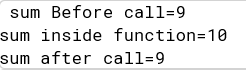 sum Before call=9
sum inside function=10
sum after call=9